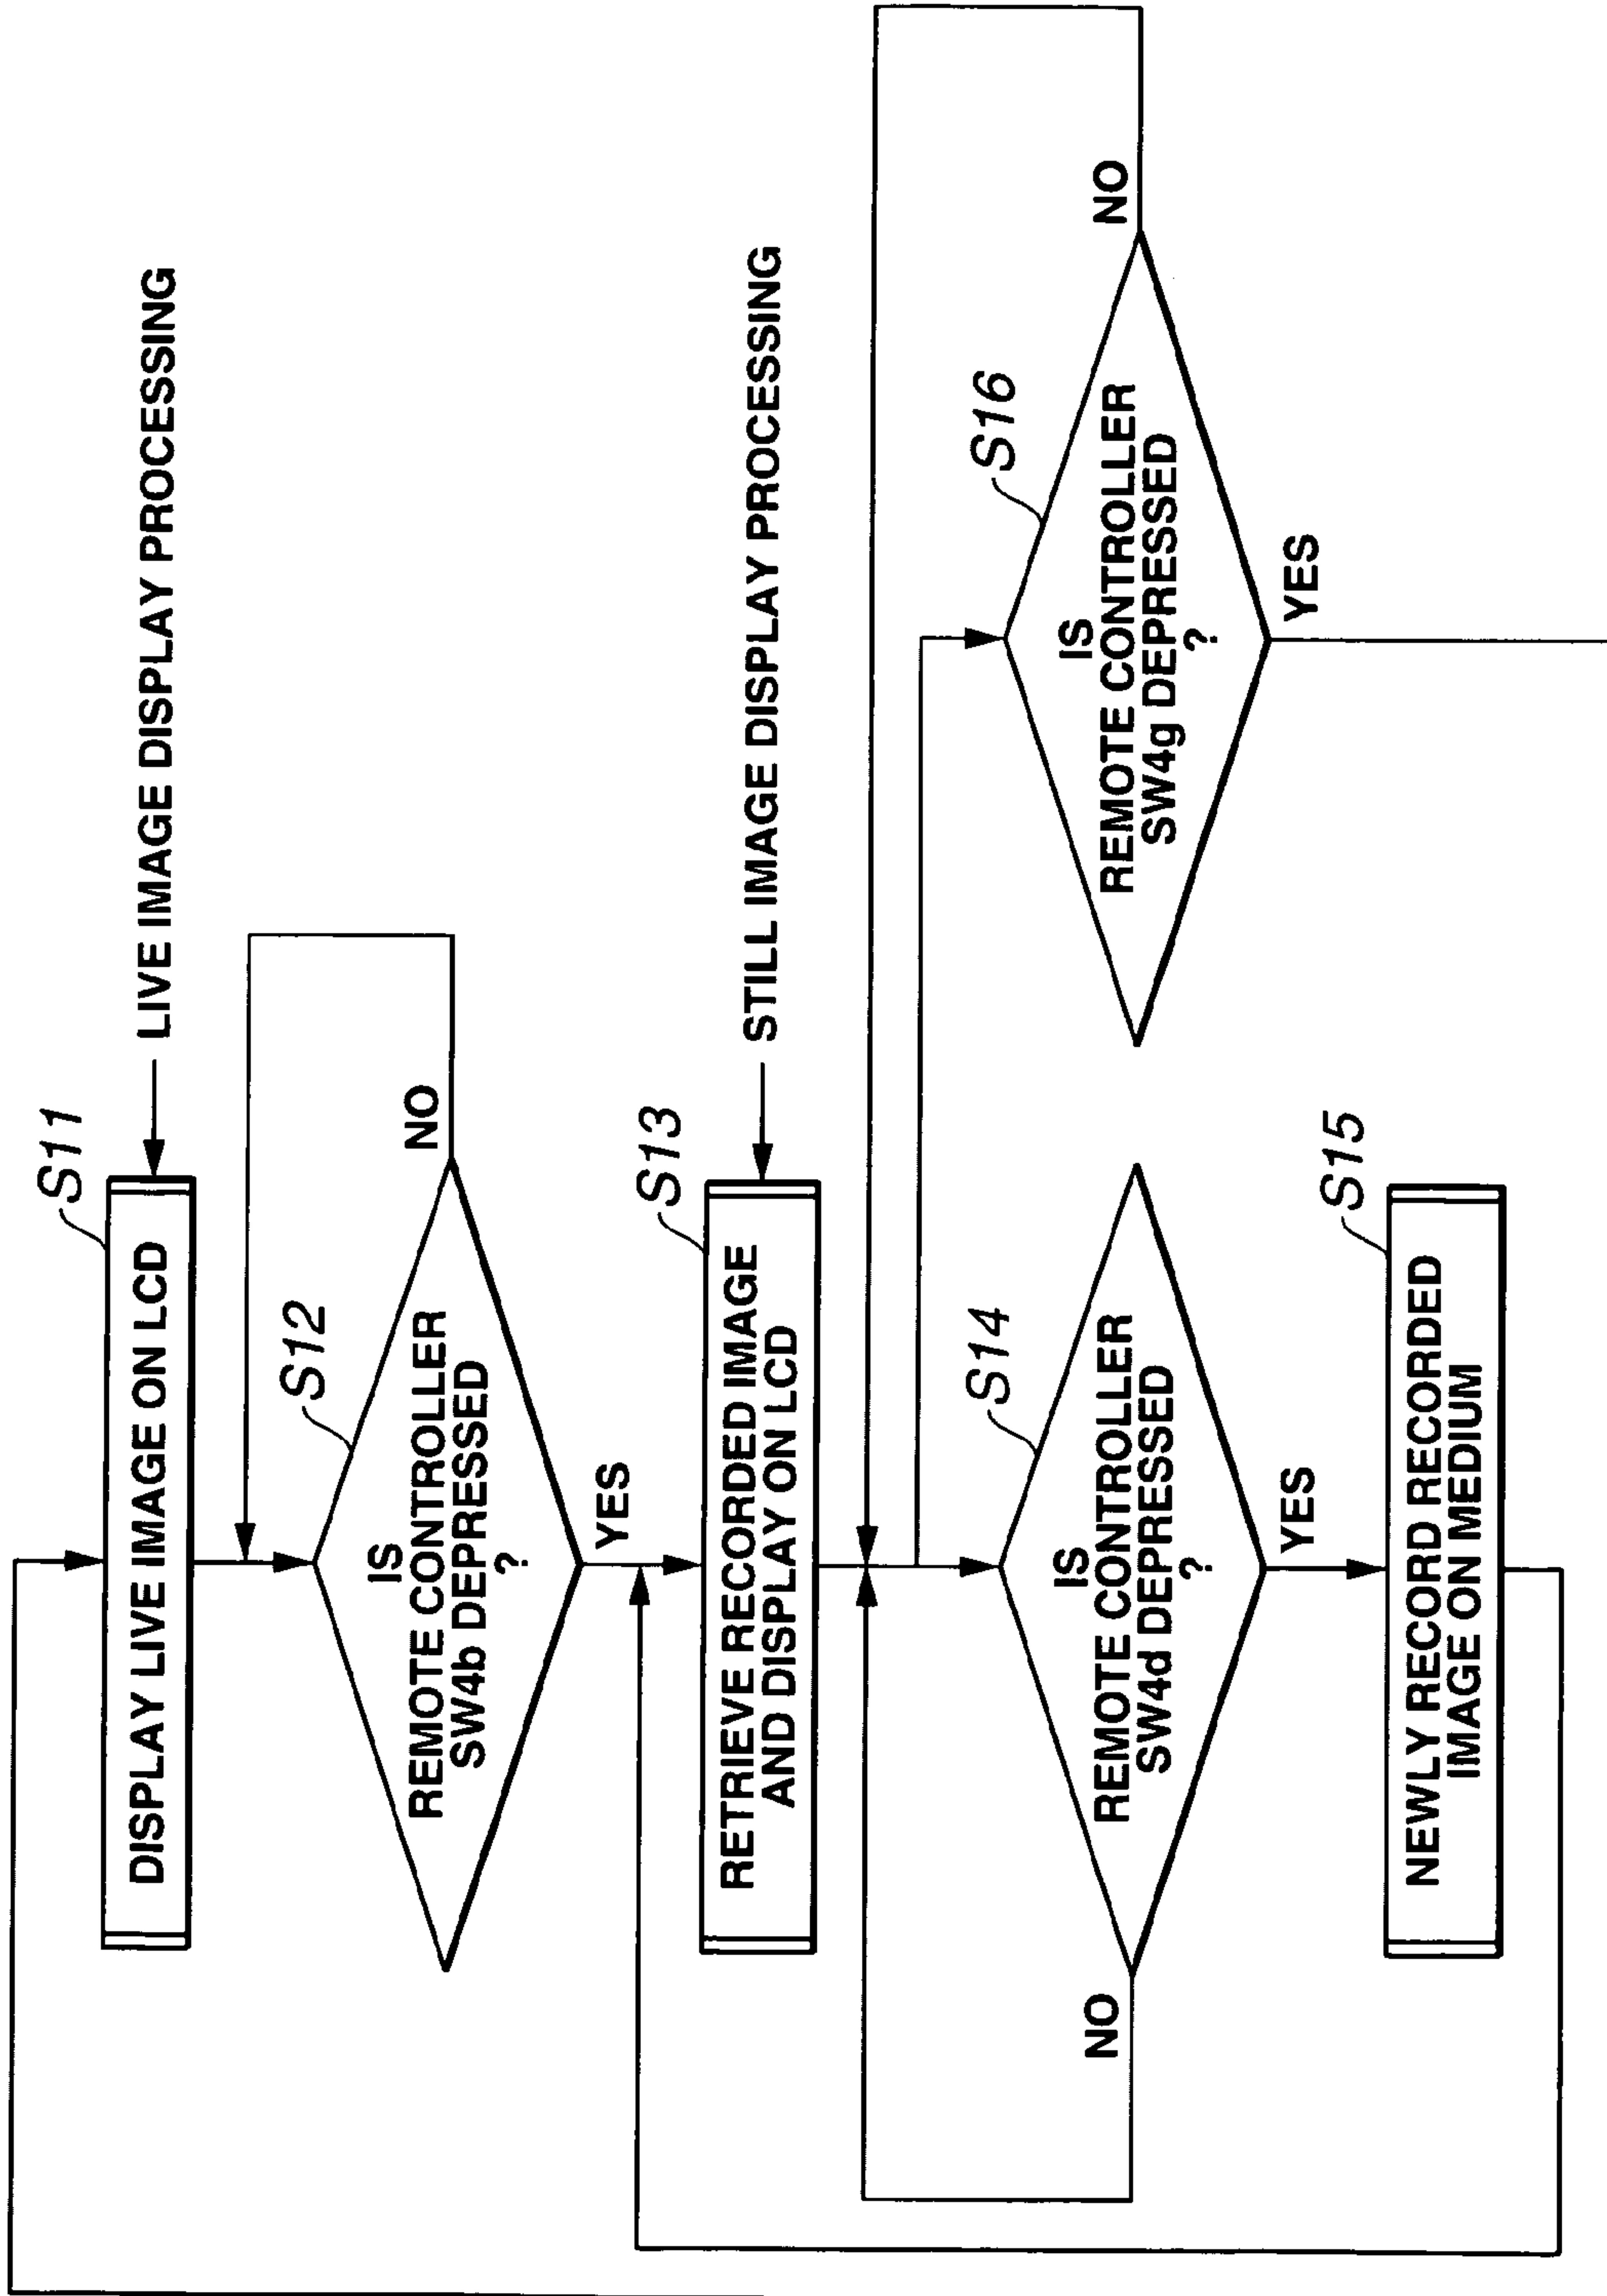 S11
DISPLAY LIVE IMAGE ON LCD
LIVE IMAGE DISPLAY PROCESSING
S12
IS
REMOTE CONTROLLER
SW4b DEPRESSED
?
NO
YES
S13
RETRIEVE RECORDED IMAGE
AND DISPLAY ON LCD
STILL IMAGE DISPLAY PROCESSING
S14
IS
REMOTE CONTROLLER
SW4d DEPRESSED
?
NO
YES
S16
IS
REMOTE CONTROLLER
SW4g DEPRESSED
?
NO
YES
S15
NEWLY RECORD RECORDED
IMAGE ON MEDIUM